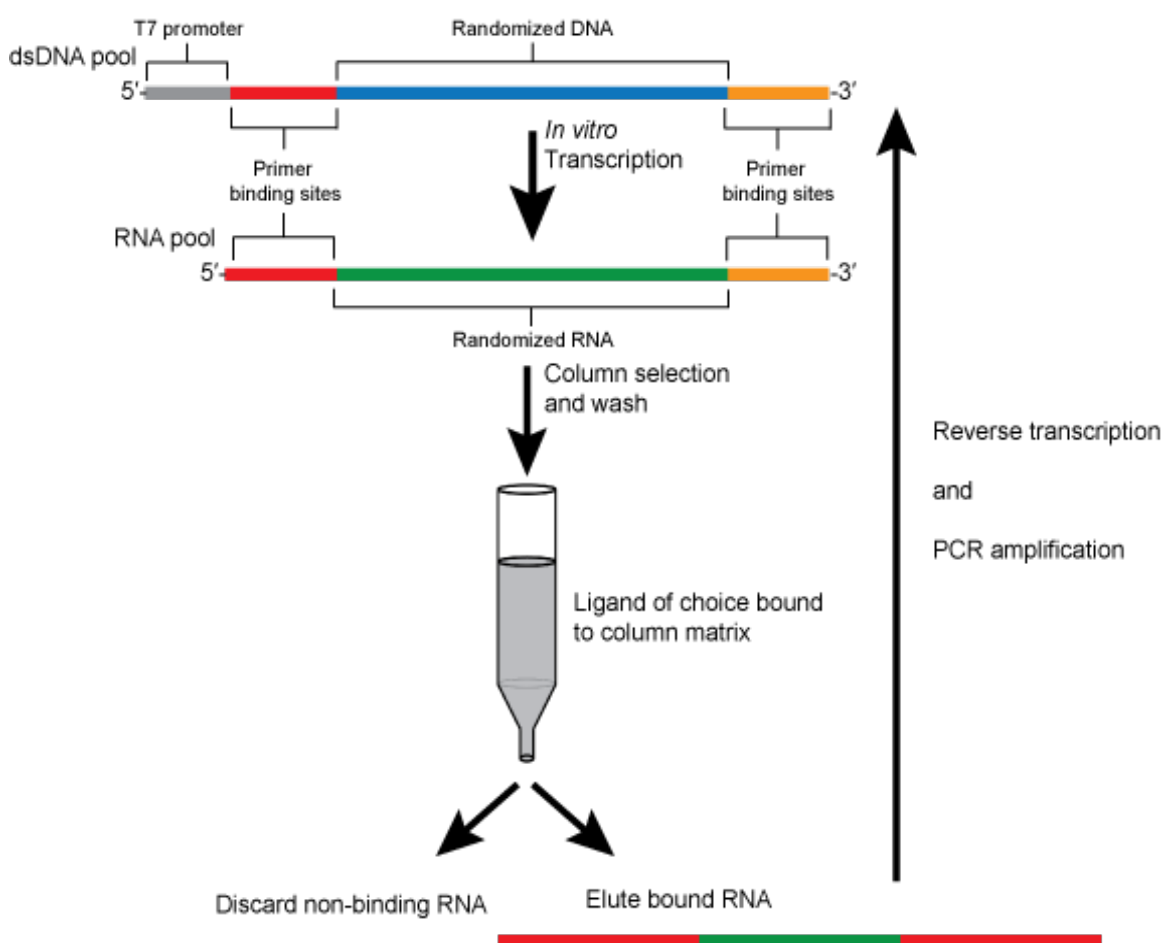 T7 promoter
Randomized DNA
dsDNA pool
5′
-3′
In vitro
Transcription
Primer
binding sites
Primer
binding sites
RNA pool
5′
-3′
Randomized RNA
Column selection
and wash
Reverse transcription
and
PCR amplification
Ligand of choice bound
to column matrix
Discard non-binding RNA
Elute bound RNA